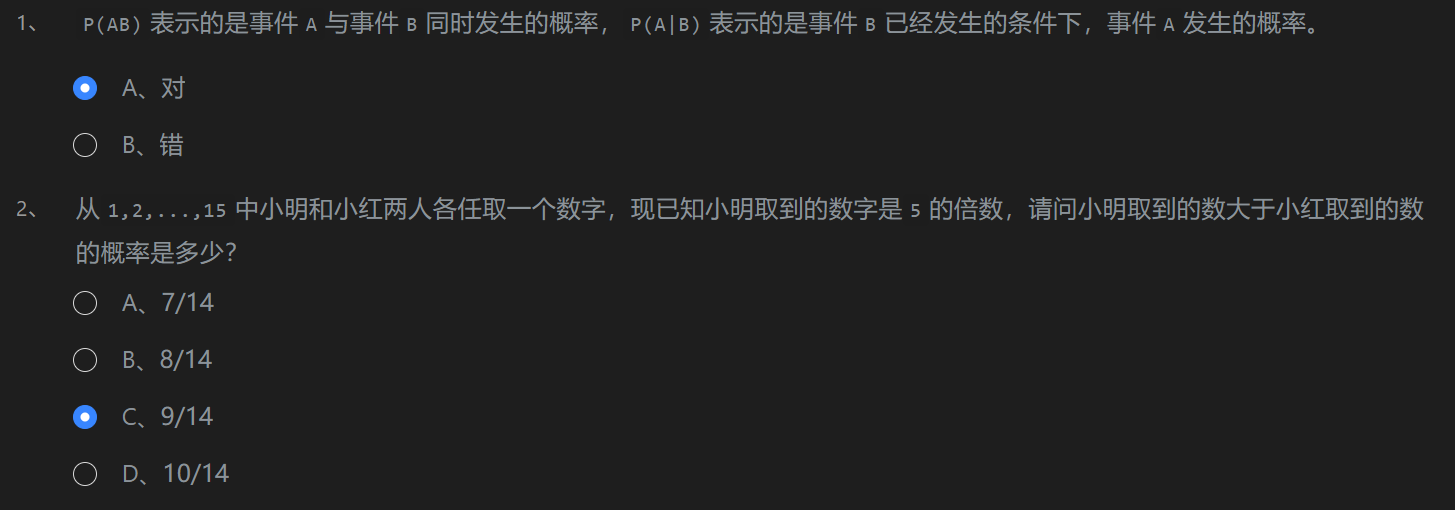 1、 P(AB) 表示的是事件 A 与事件 B 同时发生的概率， P(A|B) 表示的是事件 B 已经发生的条件下，事件 A 发生的概率。
A、对
B、错
2、 从 1,2,...,15 中小明和小红两人各任取一个数字，现已知小明取到的数字是 5 的倍数，请问小明取到的数大于小红取到的数
的概率是多少？
A、7/14
B、8/14
C、9/14
D、10/14